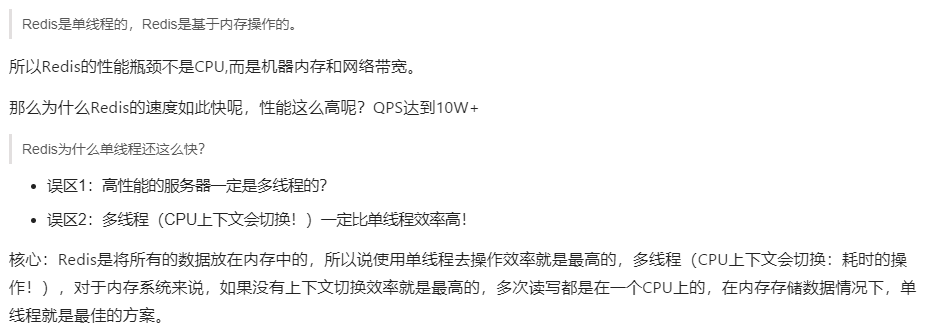 Redis是单线程的，Redis是基于内存操作的。
所以Redis的性能瓶颈不是CPU,而是机器内存和网络带宽。
那么为什么Redis的速度如此快呢，性能这么高呢？QPS达到10W+
Redis为什么单线程还这么快？
• 误区1：高性能的服务器一定是多线程的？
• 误区2：多线程（CPU上下文会切换！）一定比单线程效率高！
核心：Redis是将所有的数据放在内存中的，所以说使用单线程去操作效率就是最高的，多线程（CPU上下文会切换：耗时的操
作！），对于内存系统来说，如果没有上下文切换效率就是最高的，多次读写都是在一个CPU上的，在内存存储数据情况下，单
线程就是最佳的方案。